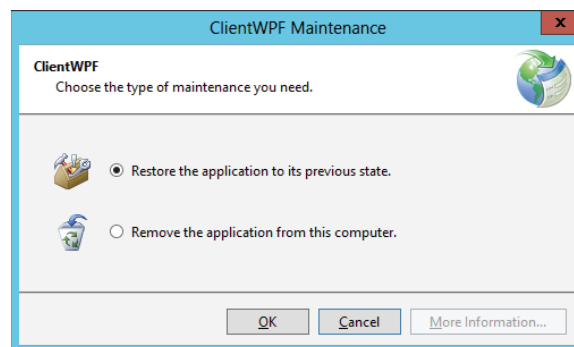 ClientWPF Maintenance
x
ClientWPF
Choose the type of maintenance you need.
Restore the application to its previous state.
Remove the application from this computer.
OK
Cancel
More Information...